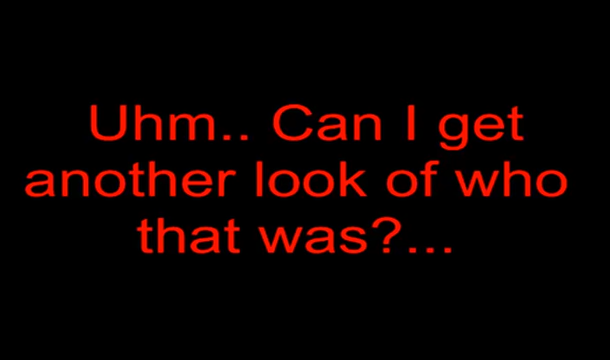 Uhm.. Can I get
another look of who
that was?...